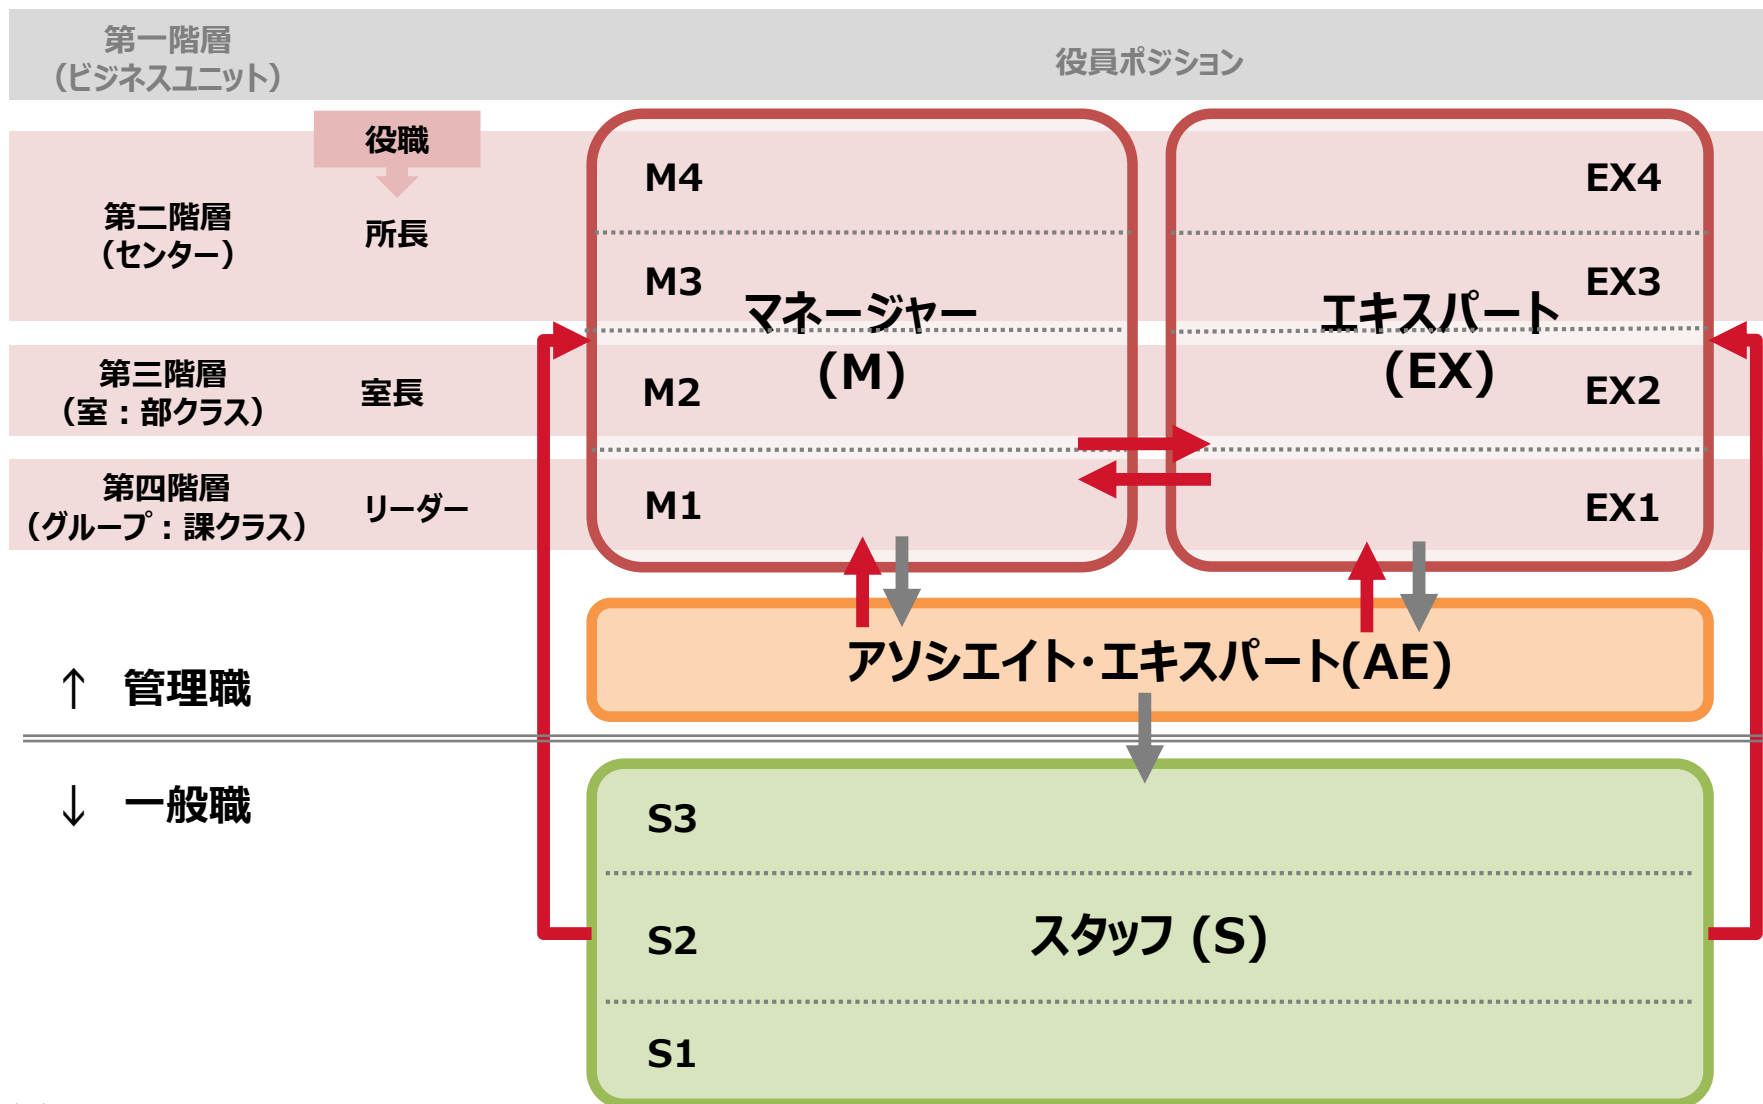 第一階層
（ビジネスユニット）
役員ポジション
役職
第二階層
（センター）
所長
M4
EX4
M3
EX3
マネージャー
(M)
エキスパート
(EX)
第三階層
（室：部クラス）
室長
M2
EX2
第四階層
（グループ：課クラス）
リーダー
M1
EX1
アソシエイト・エキスパート(AE)
↑ 管理職
↓ 一般職
S3
スタッフ (S)
S2
S1